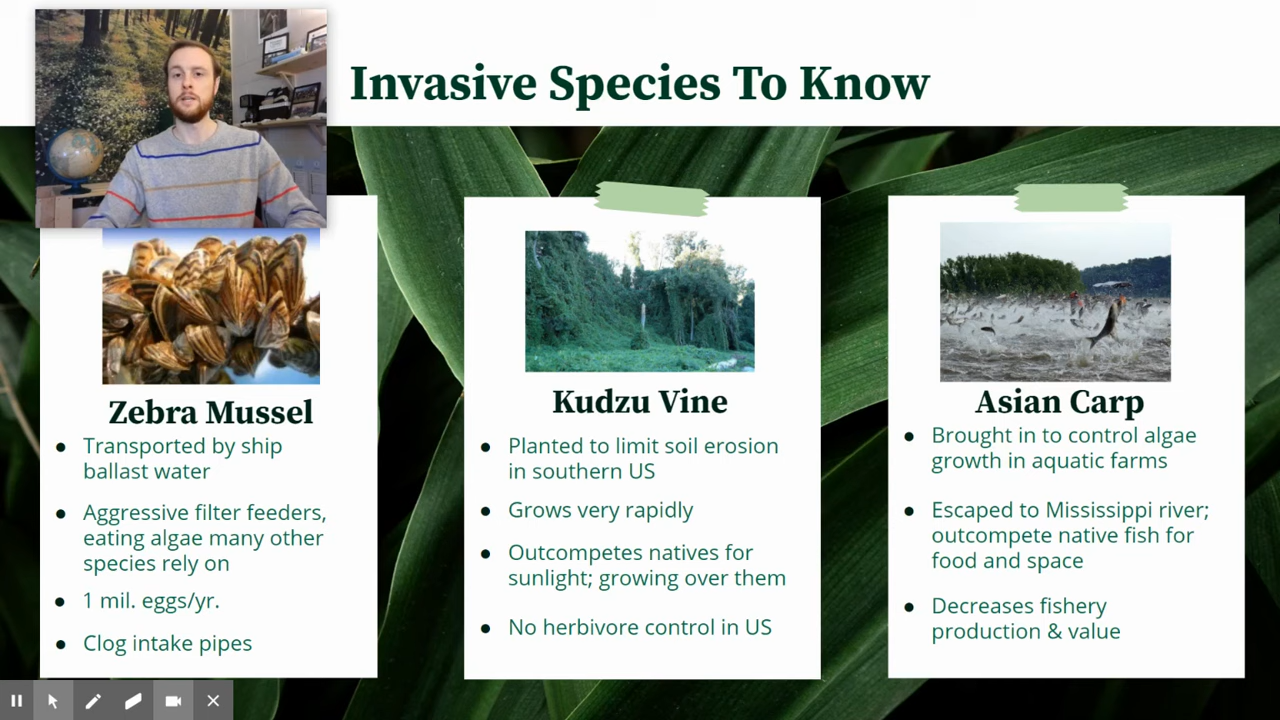 Invasive Species To Know
Zebra Mussel
● Transported by ship
ballast water
● Aggressive filter feeders,
eating algae many other
species rely on
● 1 mil. eggs/yr.
● Clog intake pipes
Kudzu Vine
● Planted to limit soil erosion
in southern US
● Grows very rapidly
● Outcompetes natives for
sunlight; growing over them
● No herbivore control in US
Asian Carp
● Brought in to control algae
growth in aquatic farms
● Escaped to Mississippi river;
outcompete native fish for
food and space
● Decreases fishery
production & value